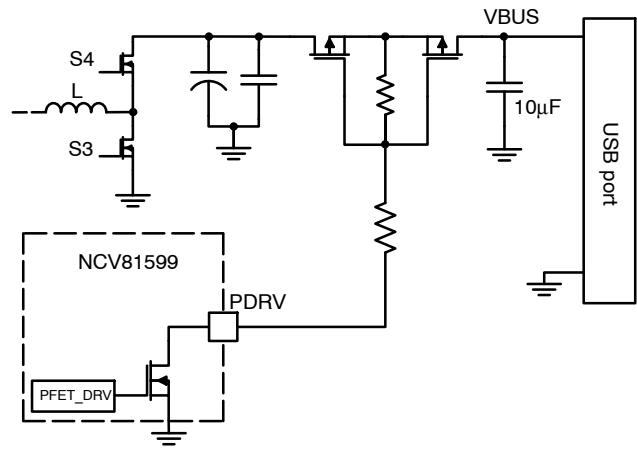 VBUS
S4
L
S3
10μF
USB port
NCV81599
PDRV
PFET_DRV